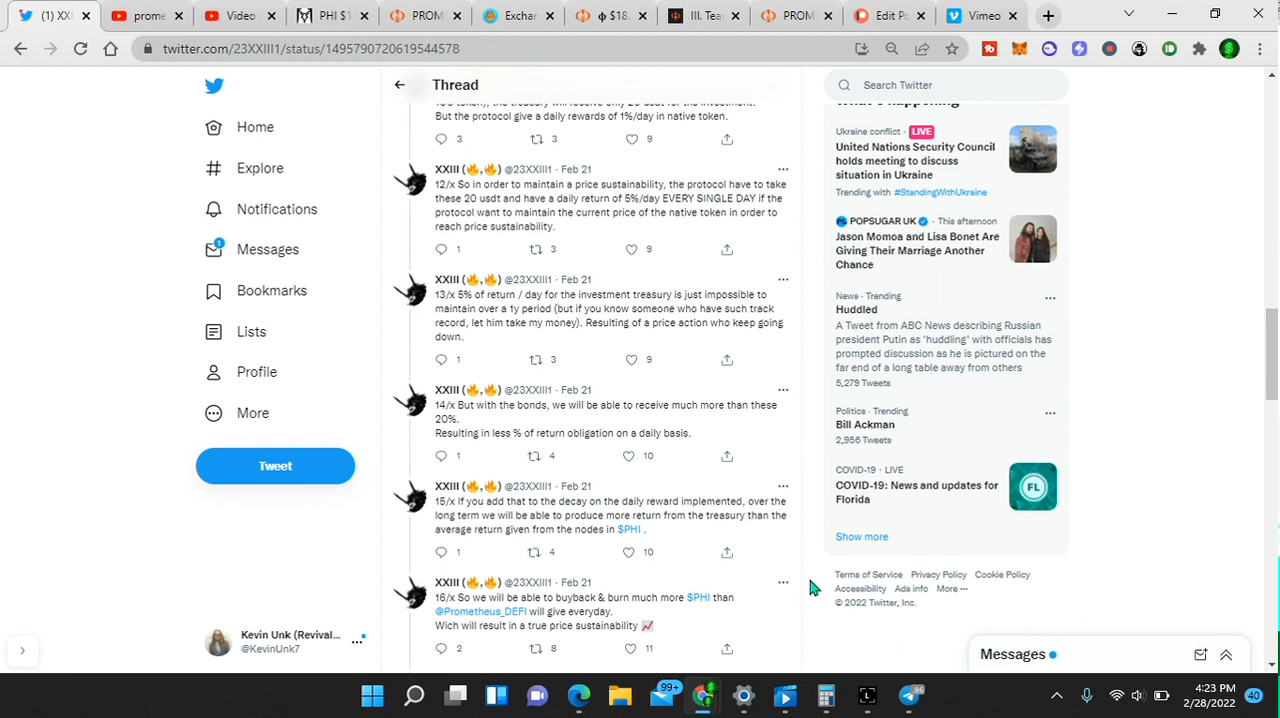 (1) XXI
prome
Video
PHI $1
PROM
Exchar
ф $18.
III. Tea
PROM
Edit Po
Vimeo
twitter.com/23XXIII1/status/1495790720619544578
Home
Explore
Notifications
1
Messages
Bookmarks
Lists
Profile
More
Tweet
Kevin Unk (Revival...
@KevinUnk7
Thread
100 token), the treasury will receive only 20 usdt for the investment.
But the protocol give a daily rewards of 1%/day in native token.
3 3 9
XXIII (🔥,🔥) @23XXIII1 · Feb 21
12/x So in order to maintain a price sustainability, the protocol have to take
these 20 usdt and have a daily return of 5%/day EVERY SINGLE DAY if the
protocol want to maintain the current price of the native token in order to
reach price sustainability.
1 3 9
XXIII (🔥,🔥) @23XXIII1 · Feb 21
13/x 5% of return / day for the investment treasury is just impossible to
maintain over a 1y period (but if you know someone who have such track
record, let him take my money). Resulting of a price action who keep going
down.
1 3 9
XXIII (🔥,🔥) @23XXIII1 · Feb 21
14/x But with the bonds, we will be able to receive much more than these
20%.
Resulting in less % of return obligation on a daily basis.
1 4 10
XXIII (🔥,🔥) @23XXIII1 · Feb 21
15/x If you add that to the decay on the daily reward implemented, over the
long term we will be able to produce more return from the treasury than the
average return given from the nodes in $PHI .
1 4 10
XXIII (🔥,🔥) @23XXIII1 · Feb 21
16/x So we will be able to buyback & burn much more $PHI than
@Prometheus_DEFI will give everyday.
Wich will result in a true price sustainability 📈
2 8 11
Search Twitter
What's happening
Ukraine conflict · LIVE
United Nations Security Council
holds meeting to discuss
situation in Ukraine
Trending with #StandingWithUkraine
POPSUGAR UK · This afternoon
Jason Momoa and Lisa Bonet Are
Giving Their Marriage Another
Chance
News · Trending
Huddled
A Tweet from ABC News describing Russian
president Putin as 'huddling' with officials has
prompted discussion as he is pictured on the
far end of a long table away from others
5,279 Tweets
Politics · Trending
Bill Ackman
2,956 Tweets
COVID-19 · LIVE
COVID-19: News and updates for
Florida
FL
Show more
Terms of Service Privacy Policy Cookie Policy
Accessibility Ads info More ···
© 2022 Twitter, Inc.
Messages
99+
86
4:23 PM
2/28/2022
40